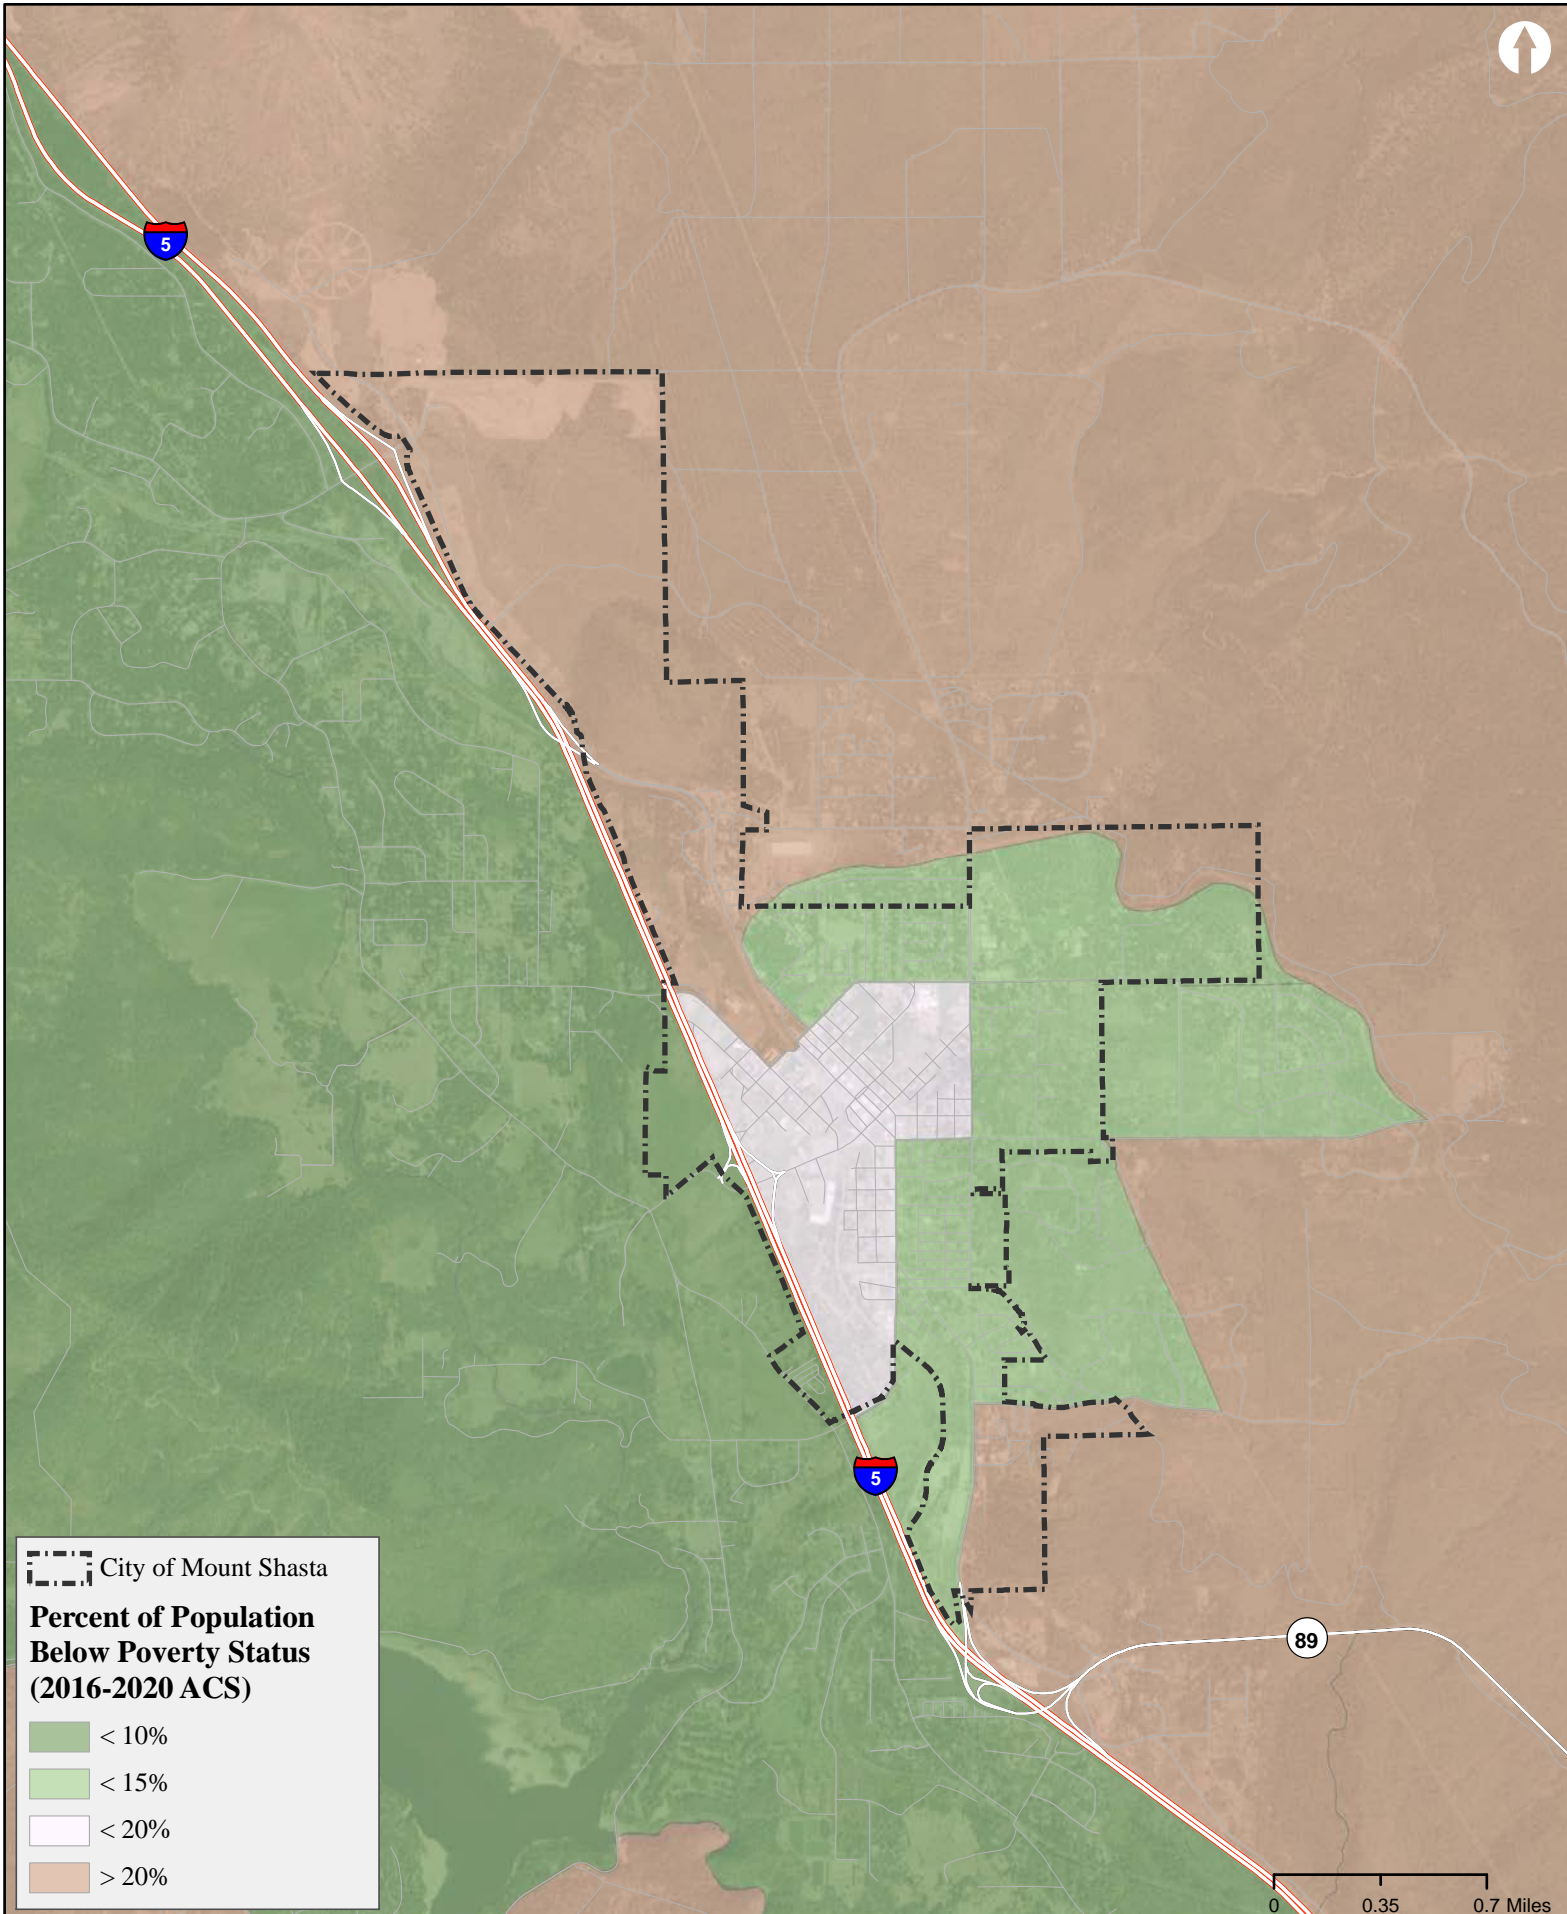 5
5
City of Mount Shasta
Percent of Population
Below Poverty Status
(2016-2020 ACS)
< 10%
< 15%
< 20%
> 20%
89
0 0.35 0.7 Miles